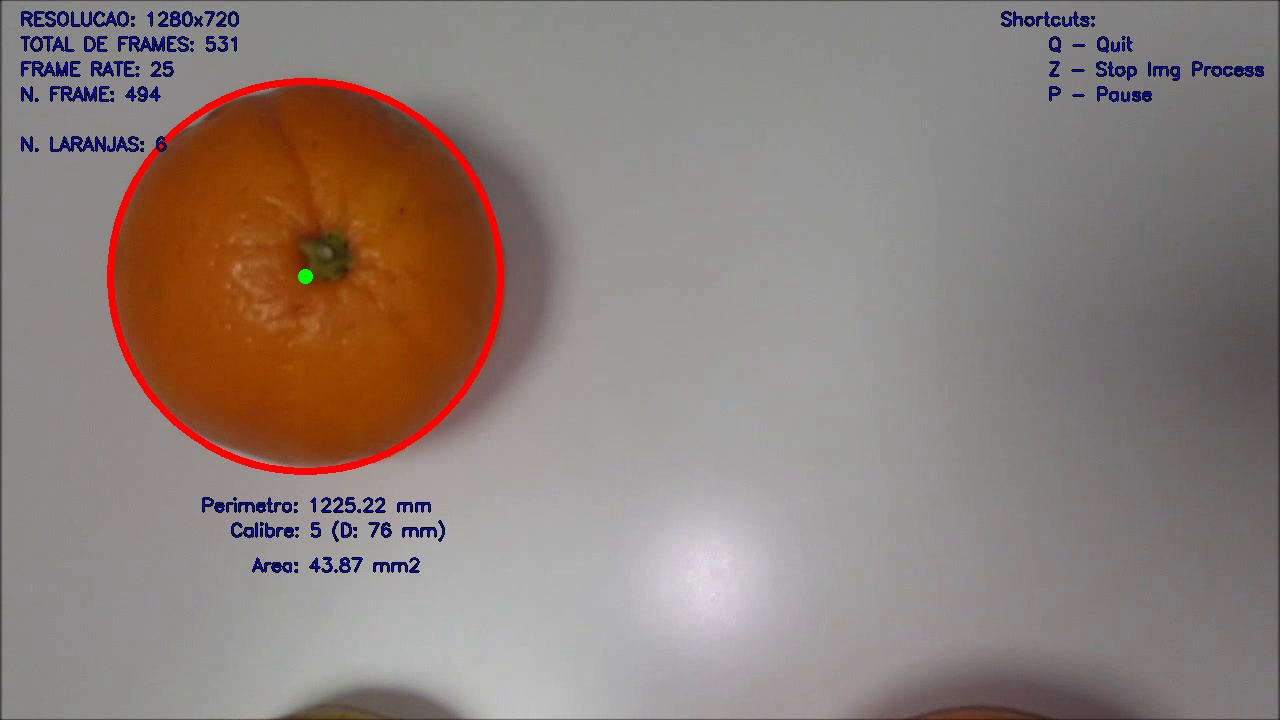 RESOLUCAO: 1280x720
TOTAL DE FRAMES: 531
FRAME RATE: 25
N. FRAME: 494
N. LARANJAS: 6
Shortcuts:
Q - Quit
Z - Stop Img Process
P - Pause
Perimetro: 1225.22 mm
Calibre: 5 (D: 76 mm)
Area: 43.87 mm2